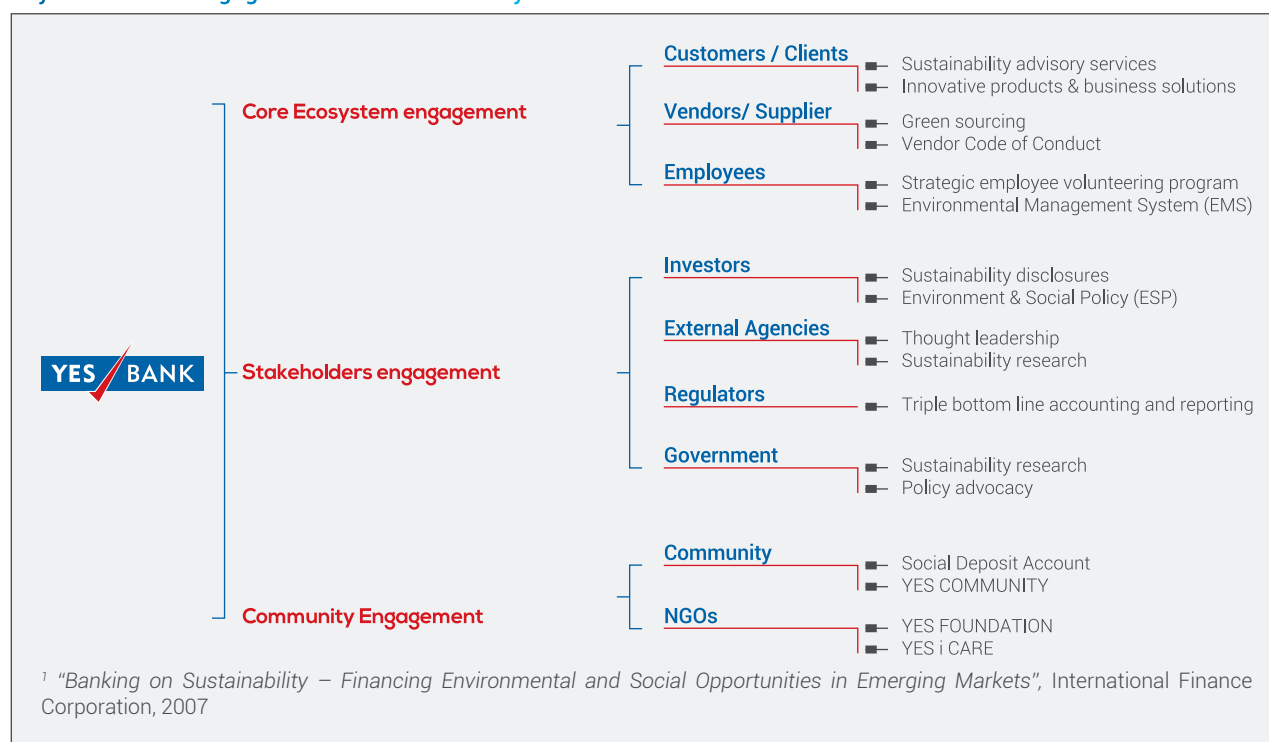 Customers / Clients
Sustainability advisory services
Innovative products & business solutions
Core Ecosystem engagement
Vendors/ Supplier
Green sourcing
Vendor Code of Conduct
Employees
Strategic employee volunteering program
Environmental Management System (EMS)
Investors
Sustainability disclosures
Environment & Social Policy (ESP)
External Agencies
Thought leadership
Sustainability research
YES BANK
Stakeholders engagement
Regulators
Triple bottom line accounting and reporting
Government
Sustainability research
Policy advocacy
Community
Social Deposit Account
YES COMMUNITY
Community Engagement
NGOs
YES FOUNDATION
YES i CARE
1 “Banking on Sustainability – Financing Environmental and Social Opportunities in Emerging Markets”, International Finance
Corporation, 2007